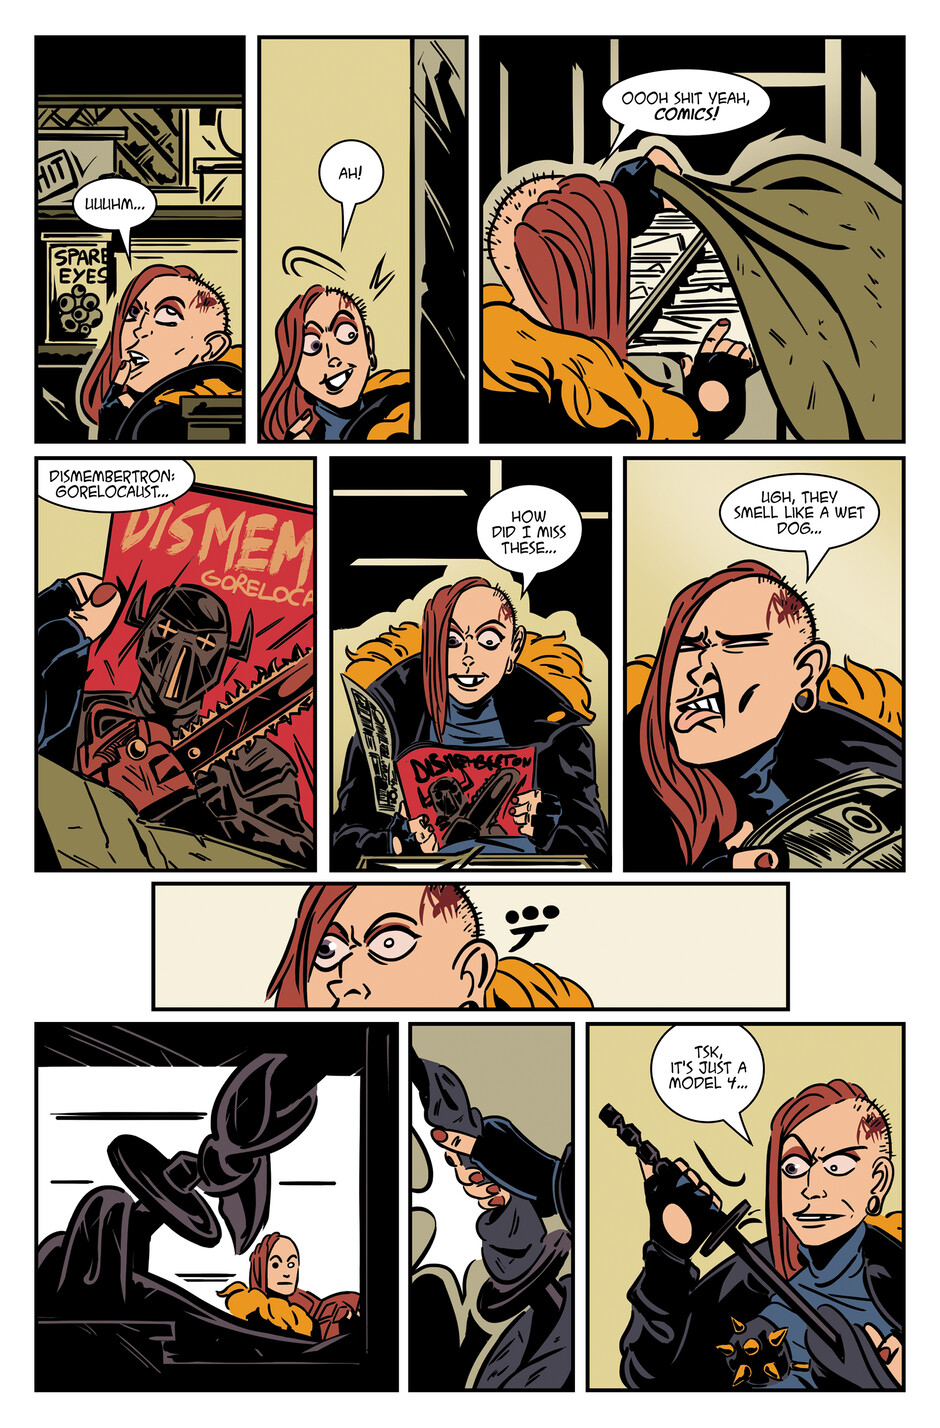 HIT
UUUHM...
SPARE
EYES
AH!
OOOH SHIT YEAH,
COMICS!
DISMEMBERTRON:
GORELOCAUST...
DISMEM
GORELOCA
HOW
DID I MISS
THESE...
DISMEMBERTRON
UGH, THEY
SMELL LIKE A WET
DOG...
TSK,
IT'S JUST A
MODEL 4...